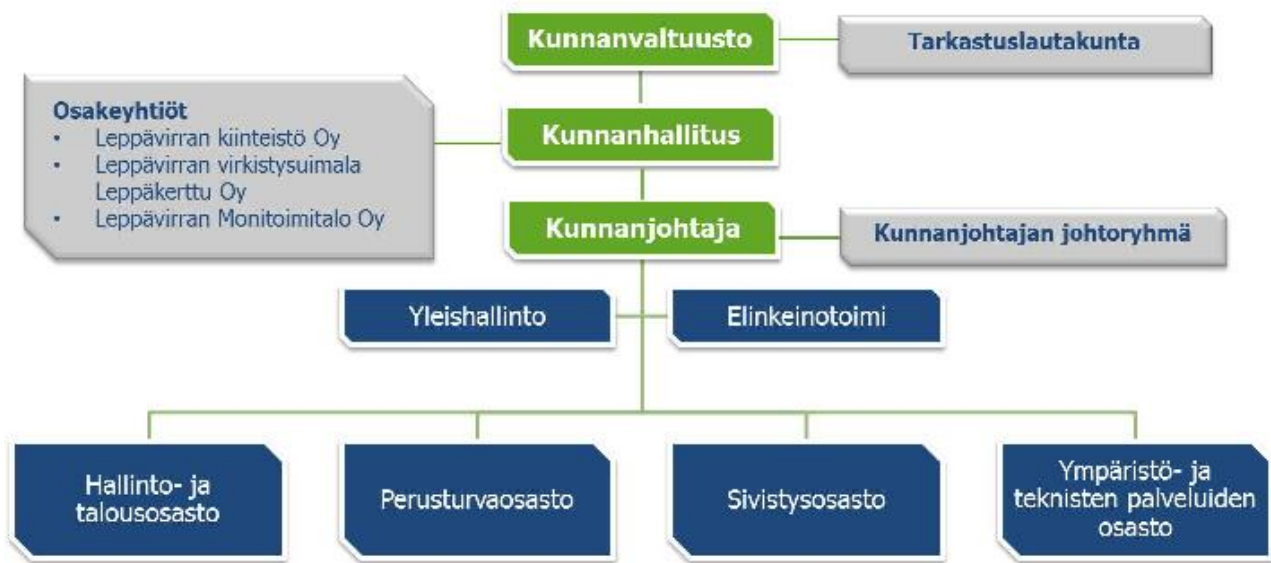 Kunnanvaltuusto
Tarkastuslautakunta
Osakeyhtiöt
• Leppävirran kiinteistö Oy
• Leppävirran virkistysuimala
Leppäkerttu Oy
• Leppävirran Monitoimitalo Oy
Kunnanhallitus
Kunnanjohtaja
Kunnanjohtajan johtoryhmä
Yleishallinto
Elinkeinotoimi
Hallinto- ja
talousosasto
Perusturvaosasto
Sivistysosasto
Ympäristö- ja
teknisten palveluiden
osasto